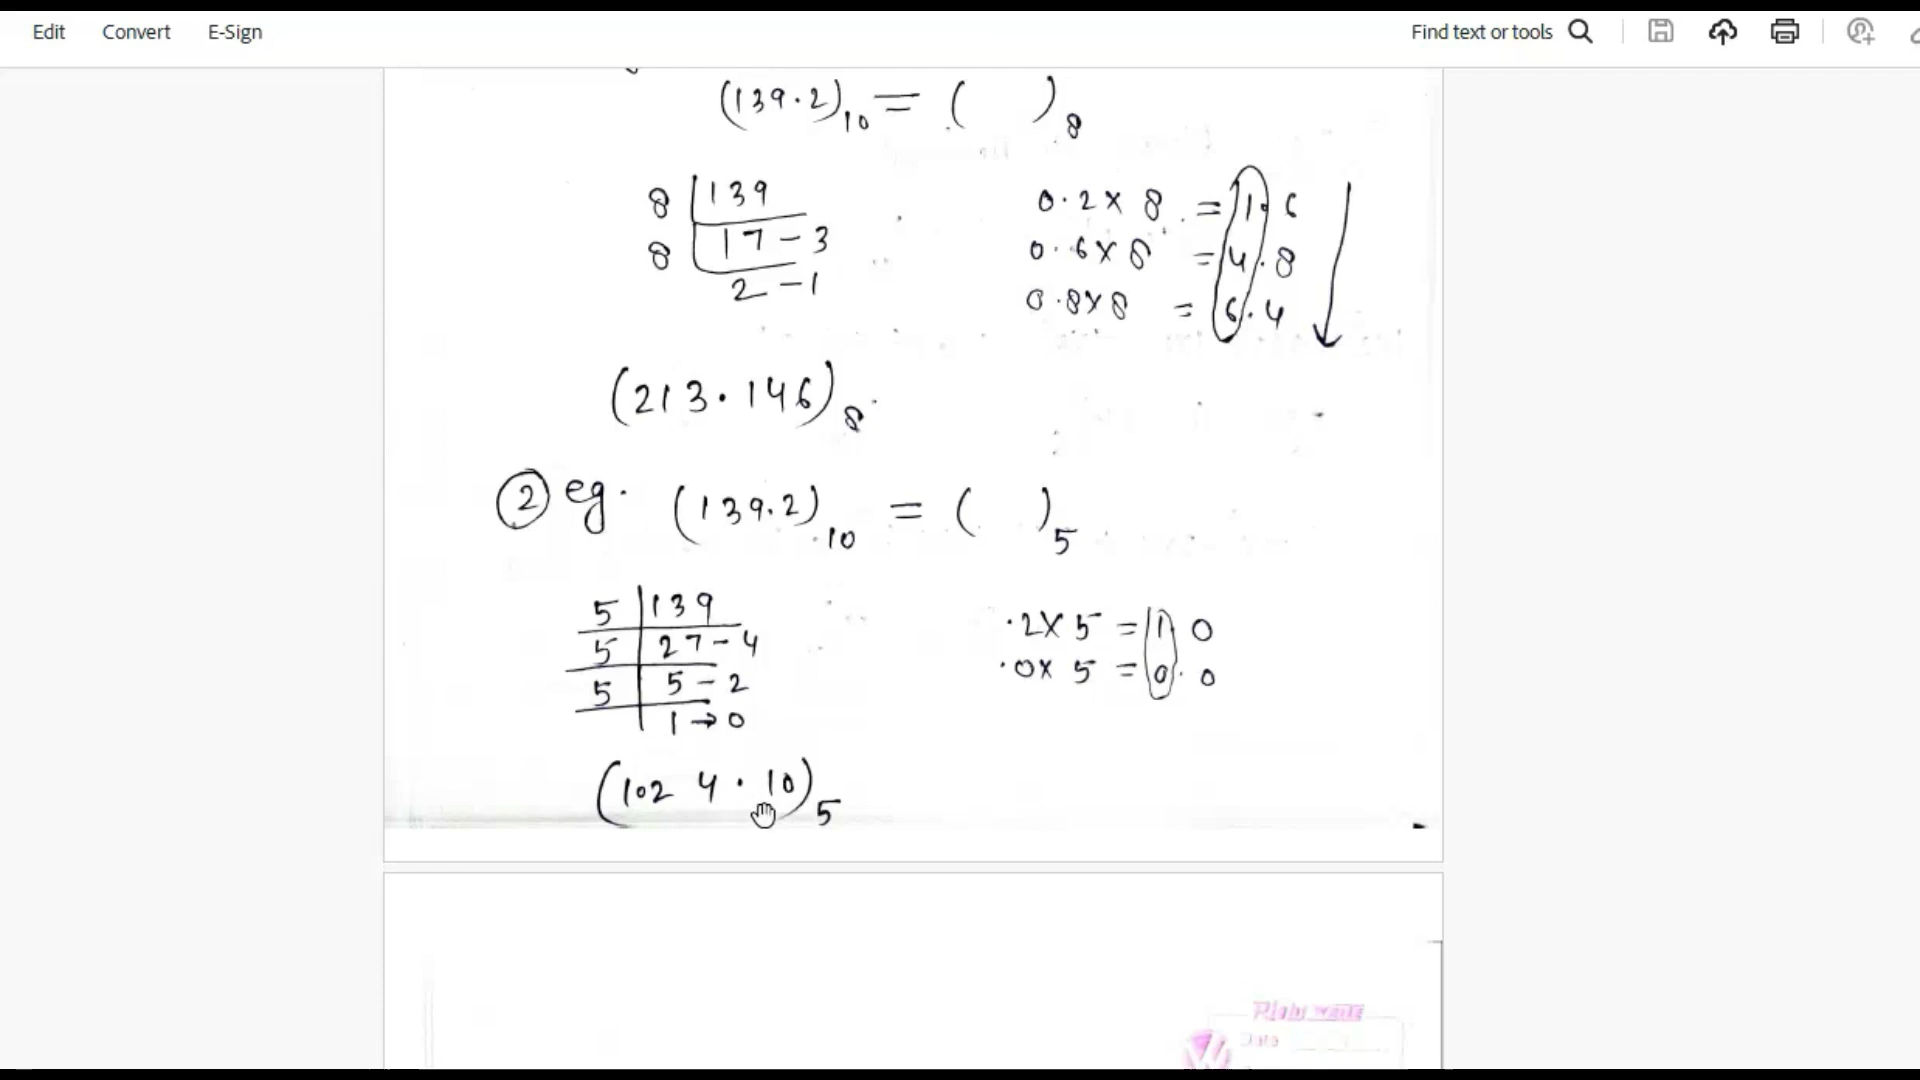 Edit Convert E-Sign Find text or tools
(139.2)10 = ( )8
8 | 139
8 | 17 - 3
2 - 1
0.2 x 8 = 1.6
0.6 x 8 = 4.8
0.8 x 8 = 6.4
(213.146)8
② eg. (139.2)10 = ( )5
5 | 139
5 | 27 - 4
5 | 5 - 2
1 → 0
.2 x 5 = 1 0
.0 x 5 = 0.0
(102 4.10)5
Date